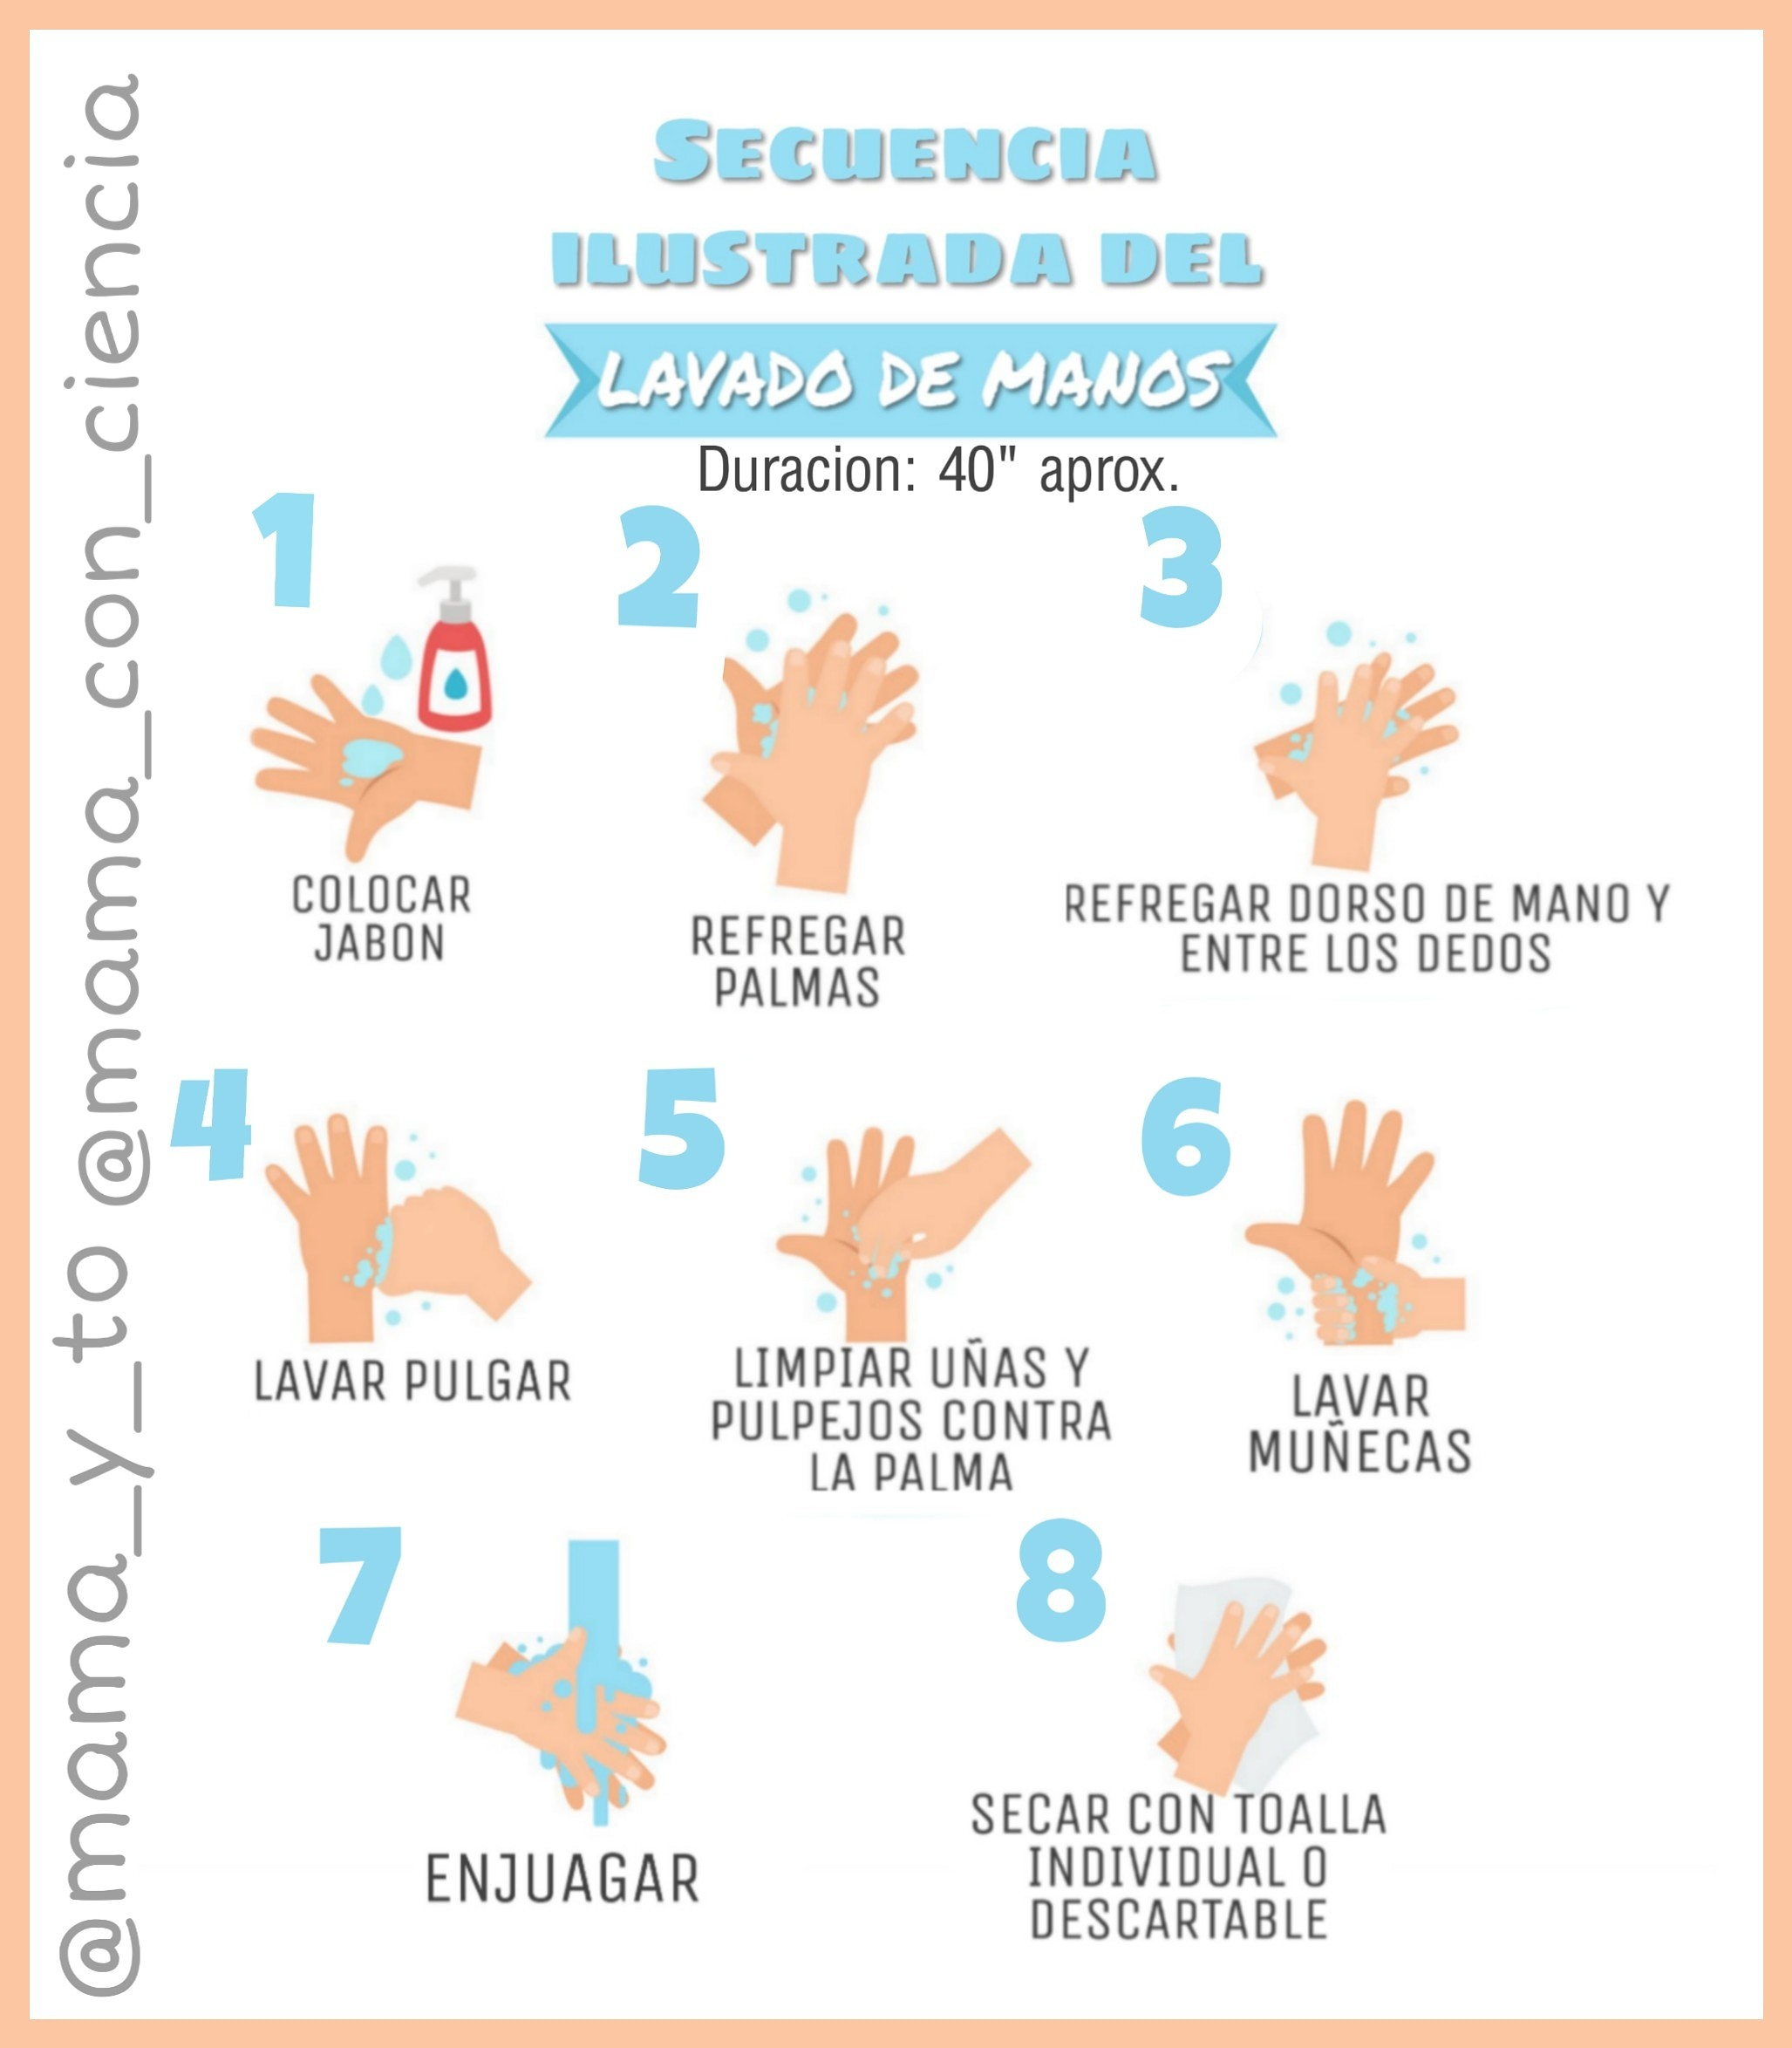 SECUENCIA
ILUSTRADA DEL
LAVADO DE MANOS
Duracion: 40" aprox.
1
COLOCAR
JABON
2
REFREGAR
PALMAS
3
REFREGAR DORSO DE MANO Y
ENTRE LOS DEDOS
4
LAVAR PULGAR
5
LIMPIAR UÑAS Y
PULPEJOS CONTRA
LA PALMA
6
LAVAR
MUÑECAS
7
ENJUAGAR
8
SECAR CON TOALLA
INDIVIDUAL O
DESCARTABLE
@mama_y_to @mama_con_ciencia